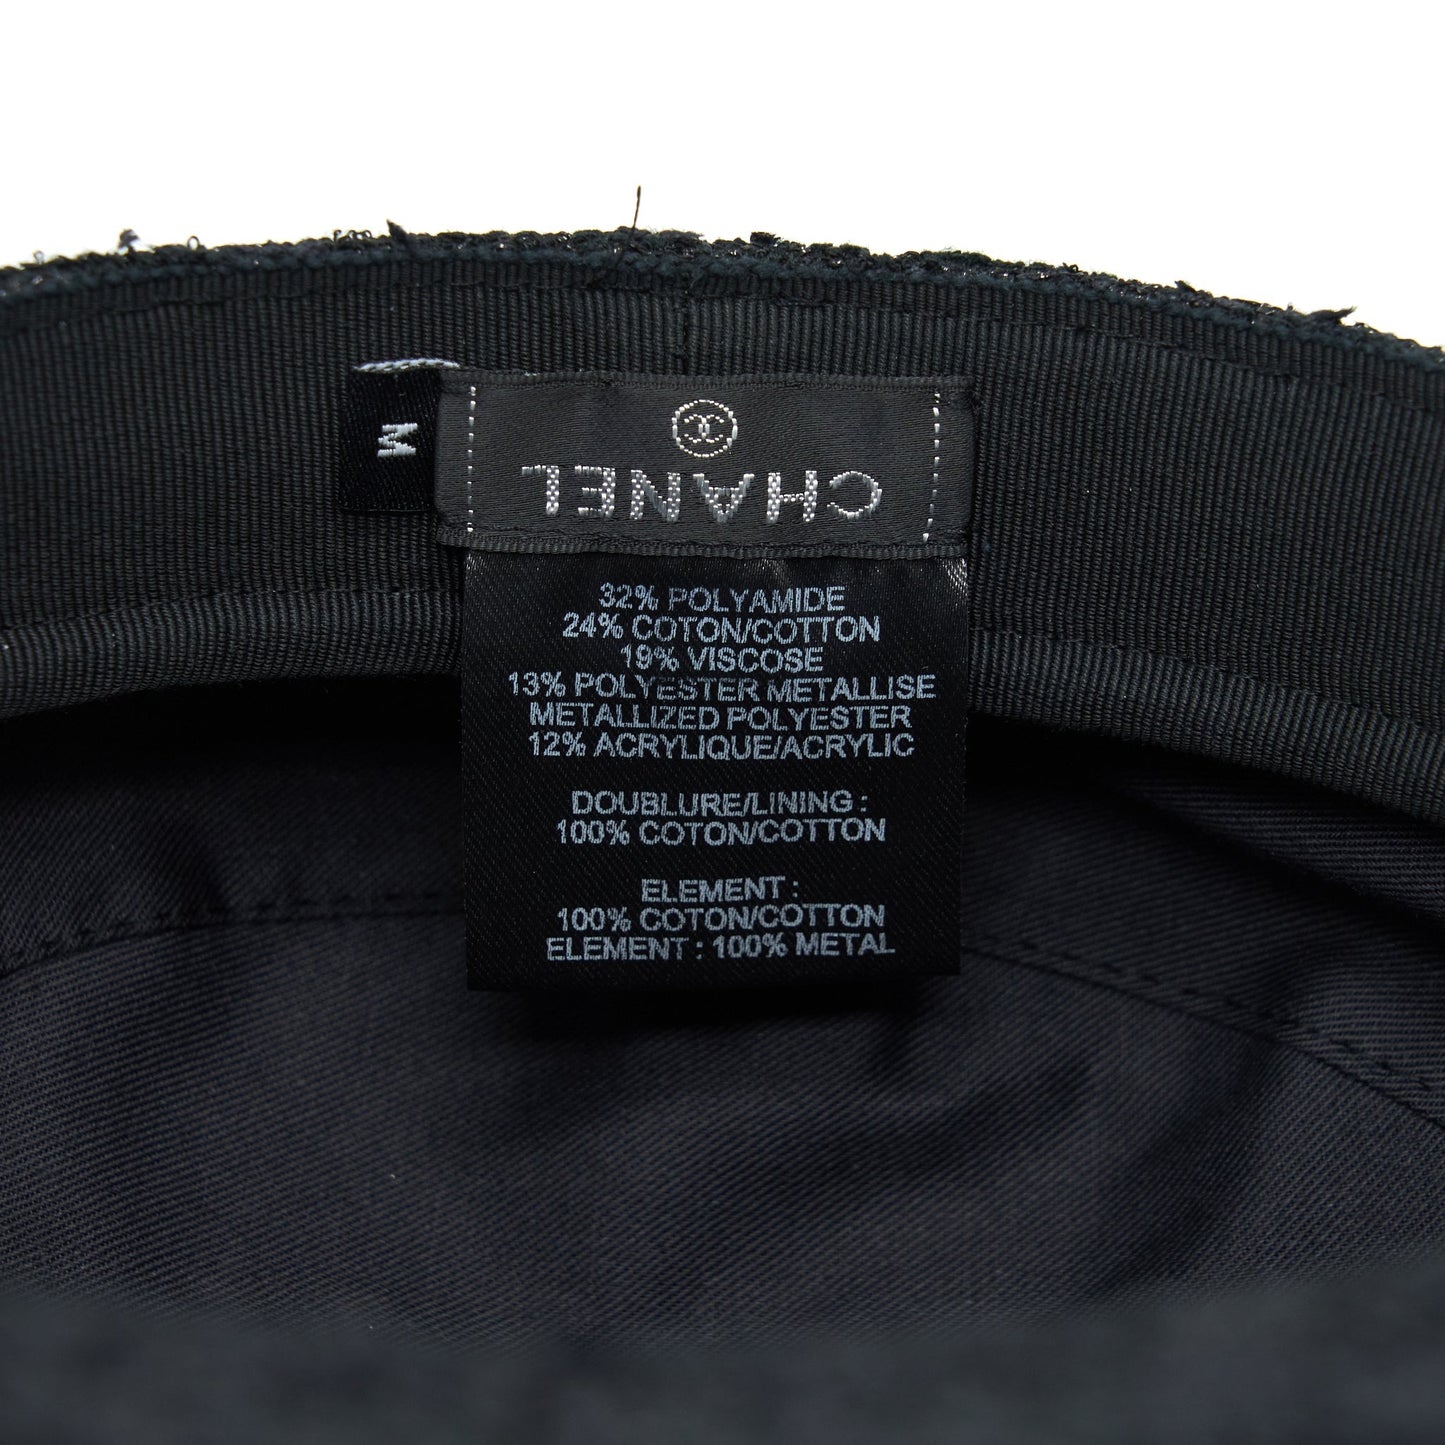 M
CHANEL
32% POLYAMIDE
24% COTON/COTTON
19% VISCOSE
13% POLYESTER METALLISE
METALLIZED POLYESTER
12% ACRYLIQUE/ACRYLIC
DOUBLURE/LINING :
100% COTON/COTTON
ELEMENT :
100% COTON/COTTON
ELEMENT : 100% METAL